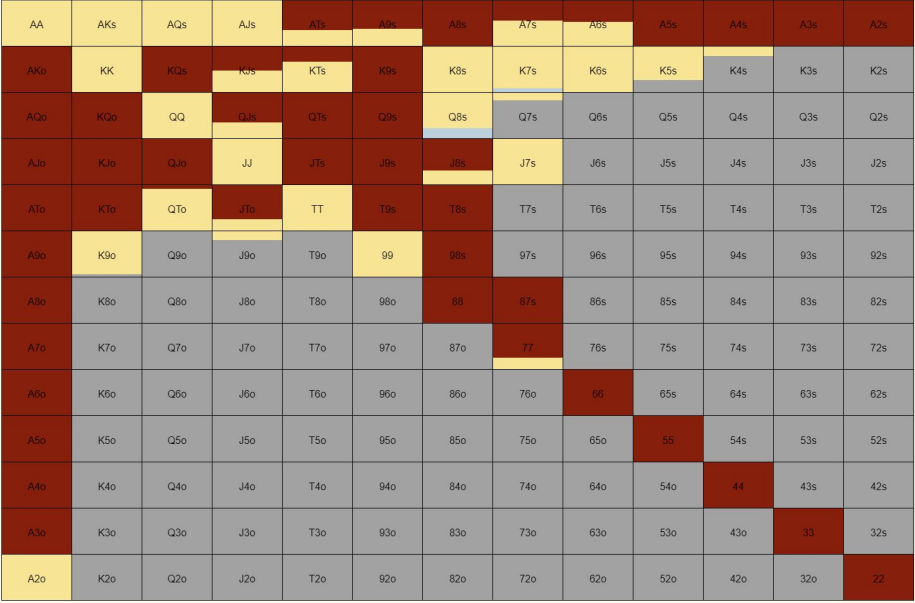 AA AKs AQs AJs ATs A9s A8s A7s A6s A5s A4s A3s A2s
AKo KK KQs KJs KTs K9s K8s K7s K6s K5s K4s K3s K2s
AQo KQo QQ QJs QTs Q9s Q8s Q7s Q6s Q5s Q4s Q3s Q2s
AJo KJo QJo JJ JTs J9s J8s J7s J6s J5s J4s J3s J2s
ATo KTo QTo JTo TT T9s T8s T7s T6s T5s T4s T3s T2s
A9o K9o Q9o J9o T9o 99 98s 97s 96s 95s 94s 93s 92s
A8o K8o Q8o J8o T8o 98o 88 87s 86s 85s 84s 83s 82s
A7o K7o Q7o J7o T7o 97o 87o 77 76s 75s 74s 73s 72s
A6o K6o Q6o J6o T6o 96o 86o 76o 66 65s 64s 63s 62s
A5o K5o Q5o J5o T5o 95o 85o 75o 65o 55 54s 53s 52s
A4o K4o Q4o J4o T4o 94o 84o 74o 64o 54o 44 43s 42s
A3o K3o Q3o J3o T3o 93o 83o 73o 63o 53o 43o 33 32s
A2o K2o Q2o J2o T2o 92o 82o 72o 62o 52o 42o 32o 22